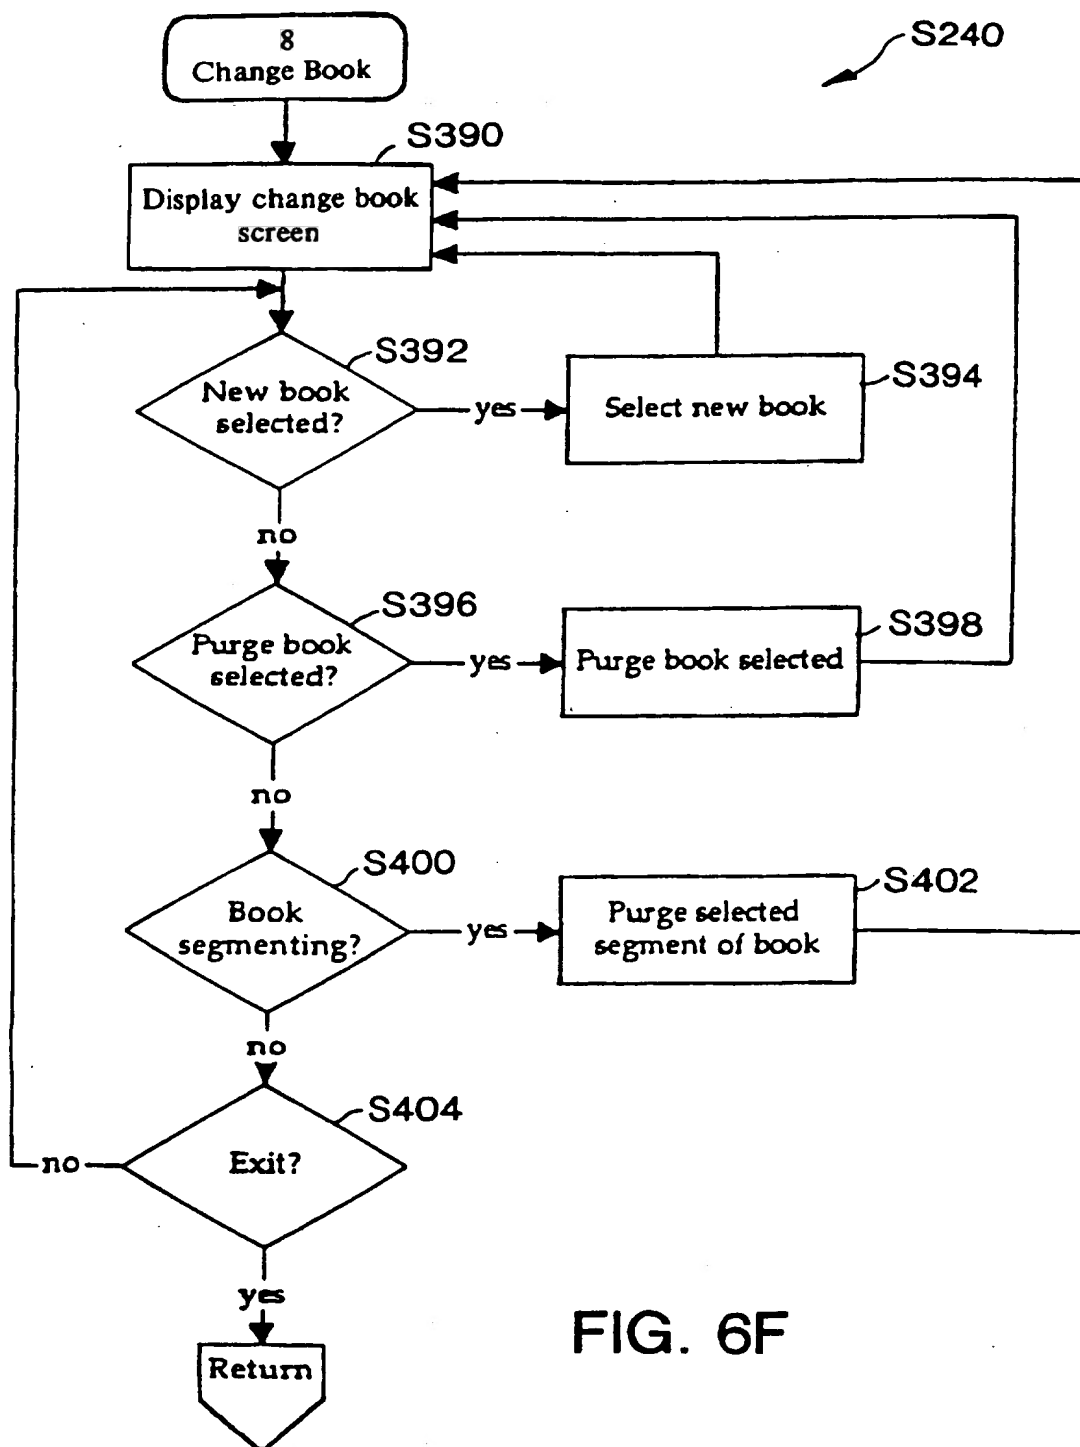 8
Change Book
S240
S390
Display change book
screen
S392
New book
selected?
yes
Select new book
S394
no
S396
Purge book
selected?
yes
Purge book selected
S398
no
S400
Book
segmenting?
yes
Purge selected
segment of book
S402
no
S404
Exit?
no
yes
Return
FIG. 6F